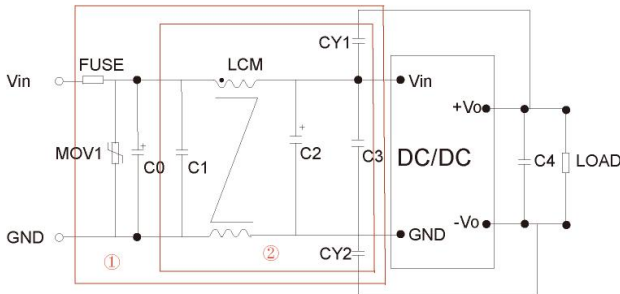 CY1
FUSE
LCM
Vin
Vin
+Vo
MOV1
+
C0
C1
+
C2
C3
DC/DC
C4
LOAD
-Vo
GND
GND
CY2
①
②